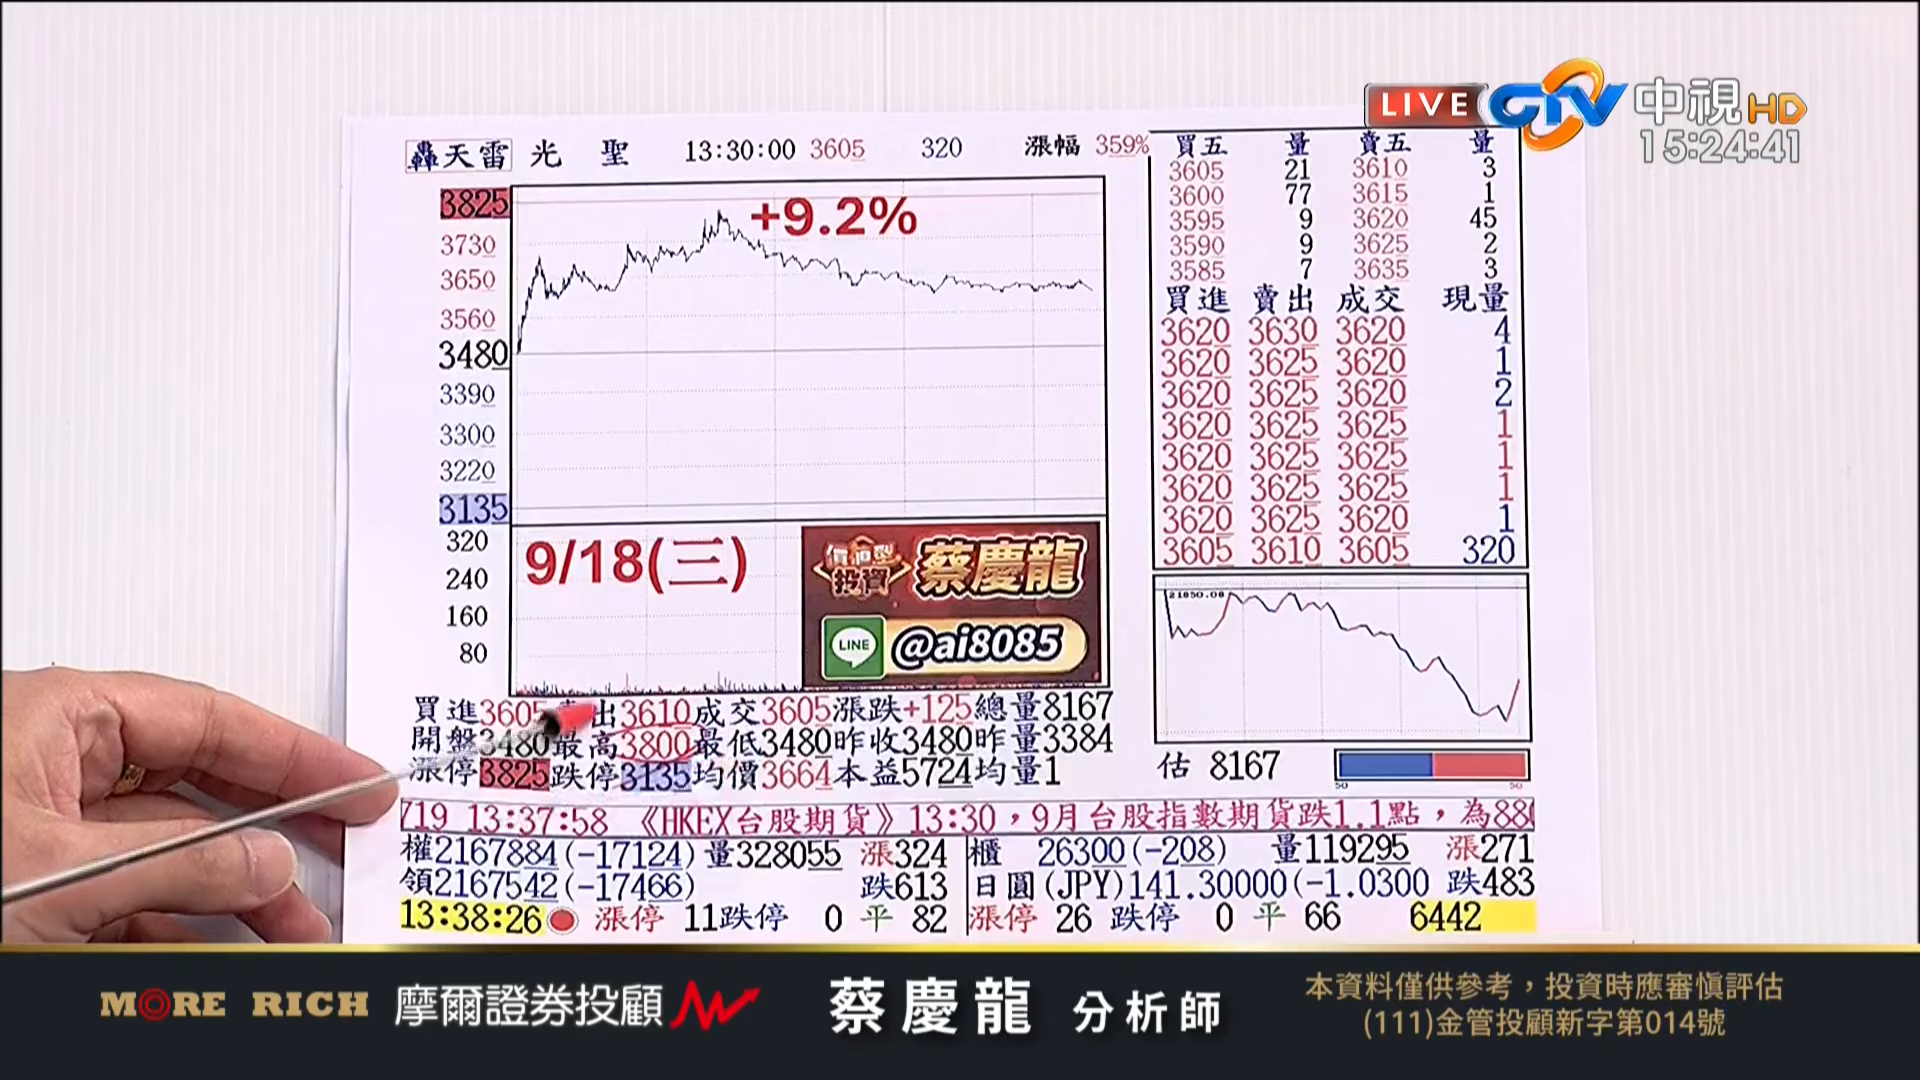 LIVE CTV 中視HD
15:24:41
轟天雷 光聖 13:30:00 3605 320 漲幅 359%
買五 量 賣五 量
3605 21 3610 3
3600 77 3615 1
3595 9 3620 45
3590 9 3625 2
3585 7 3635 3
買進 賣出 成交 現量
3620 3630 3620 4
3620 3625 3620 1
3620 3625 3620 2
3620 3625 3625 1
3620 3625 3625 1
3620 3625 3625 1
3620 3625 3620 1
3605 3610 3605 320
3825
3730
3650
3560
3480
3390
3300
3220
3135
320
240
160
80
+9.2%
9/18(三)
價值型投資 蔡慶龍
LINE @ai8085
21850.08
買進3605 出3610成交3605漲跌+125總量8167
開盤3480最高3800最低3480昨收3480昨量3384
漲停3825跌停3135均價3664本益5724均量1
估 8167
50 50
719 13:37:58 《HKEX台股期貨》13:30，9月台股指數期貨跌1.1點，為880
權2167884(-17124)量328055 漲324
領2167542(-17466) 跌613
13:38:26 漲停 11跌停 0 平 82
櫃 26300(-208) 量119295 漲271
日圓(JPY)141.30000(-1.0300 跌483
漲停 26 跌停 0 平 66 6442
MORE RICH 摩爾證券投顧
蔡慶龍 分析師
本資料僅供參考，投資時應審慎評估
(111)金管投顧新字第014號